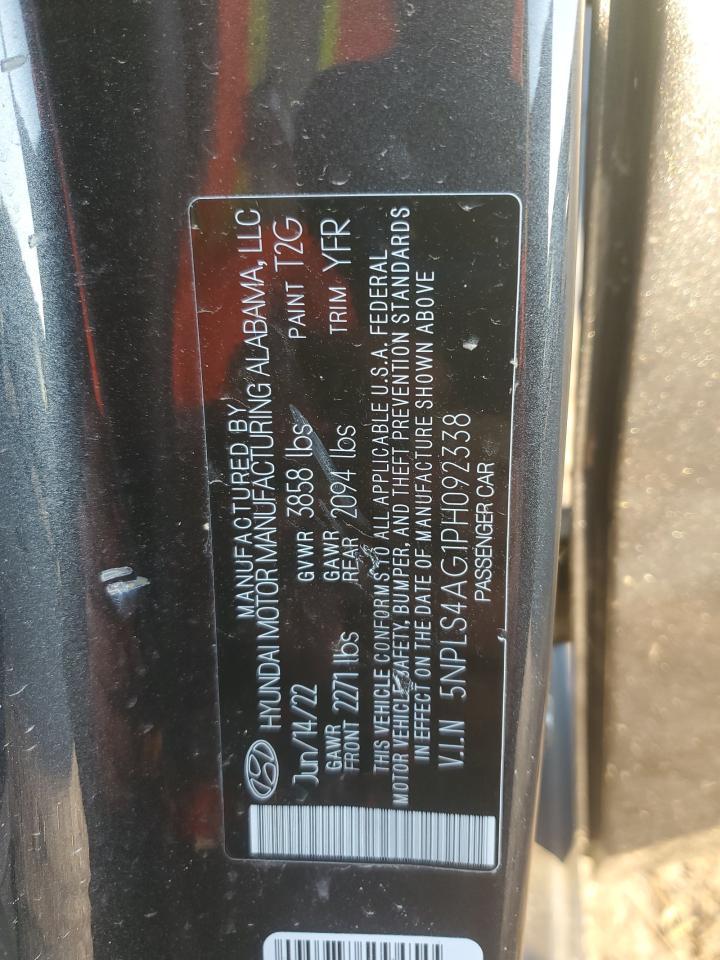 MANUFACTURED BY
HYUNDAI MOTOR MANUFACTURING ALABAMA, LLC
Jun/14/22 GVWR 3858 lbs PAINT T2G
GAWR FRONT 2271 lbs GAWR REAR 2094 lbs TRIM YFR
THIS VEHICLE CONFORMS TO ALL APPLICABLE U.S.A. FEDERAL
MOTOR VEHICLE SAFETY, BUMPER, AND THEFT PREVENTION STANDARDS
IN EFFECT ON THE DATE OF MANUFACTURE SHOWN ABOVE
V.I.N 5NPLS4AG1PH092338
PASSENGER CAR